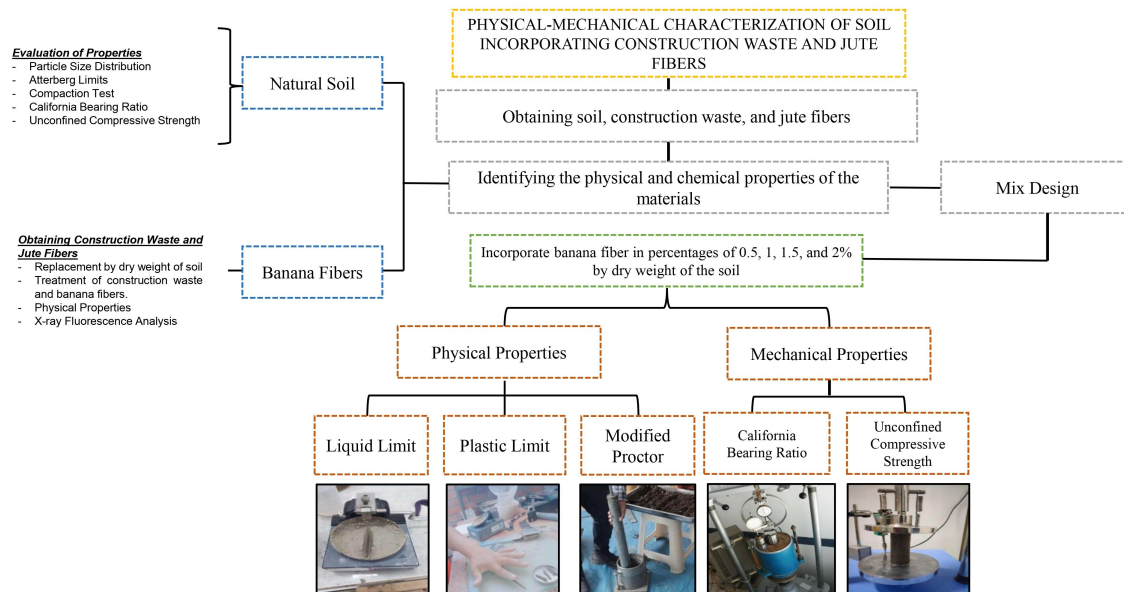 PHYSICAL-MECHANICAL CHARACTERIZATION OF SOIL
INCORPORATING CONSTRUCTION WASTE AND JUTE
FIBERS
Evaluation of Properties
- Particle Size Distribution
- Atterberg Limits
- Compaction Test
- California Bearing Ratio
- Unconfined Compressive Strength
Natural Soil
Obtaining soil, construction waste, and jute fibers
Identifying the physical and chemical properties of the
materials
Mix Design
Obtaining Construction Waste and
Jute Fibers
- Replacement by dry weight of soil
- Treatment of construction waste
and banana fibers.
- Physical Properties
- X-ray Fluorescence Analysis
Banana Fibers
Incorporate banana fiber in percentages of 0.5, 1, 1.5, and 2%
by dry weight of the soil
Physical Properties
Mechanical Properties
Liquid Limit
Plastic Limit
Modified
Proctor
California
Bearing Ratio
Unconfined
Compressive
Strength